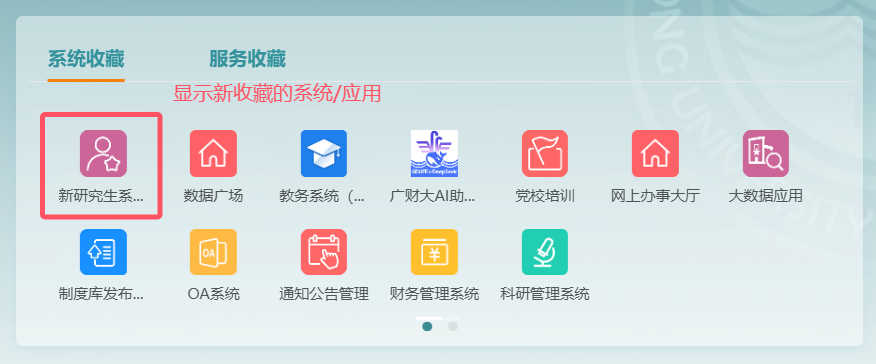 系统收藏 服务收藏
显示新收藏的系统/应用
新研究生系... 数据广场 教务系统（... 广财大AI助... 党校培训 网上办事大厅 大数据应用
GDUFE&DeepSeek
OA ¥
制度库发布... OA系统 通知公告管理 财务管理系统 科研管理系统